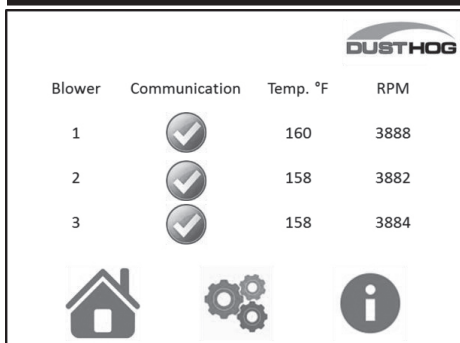 DUSTHOG
Blower Communication Temp. °F RPM
1 160 3888
2 158 3882
3 158 3884